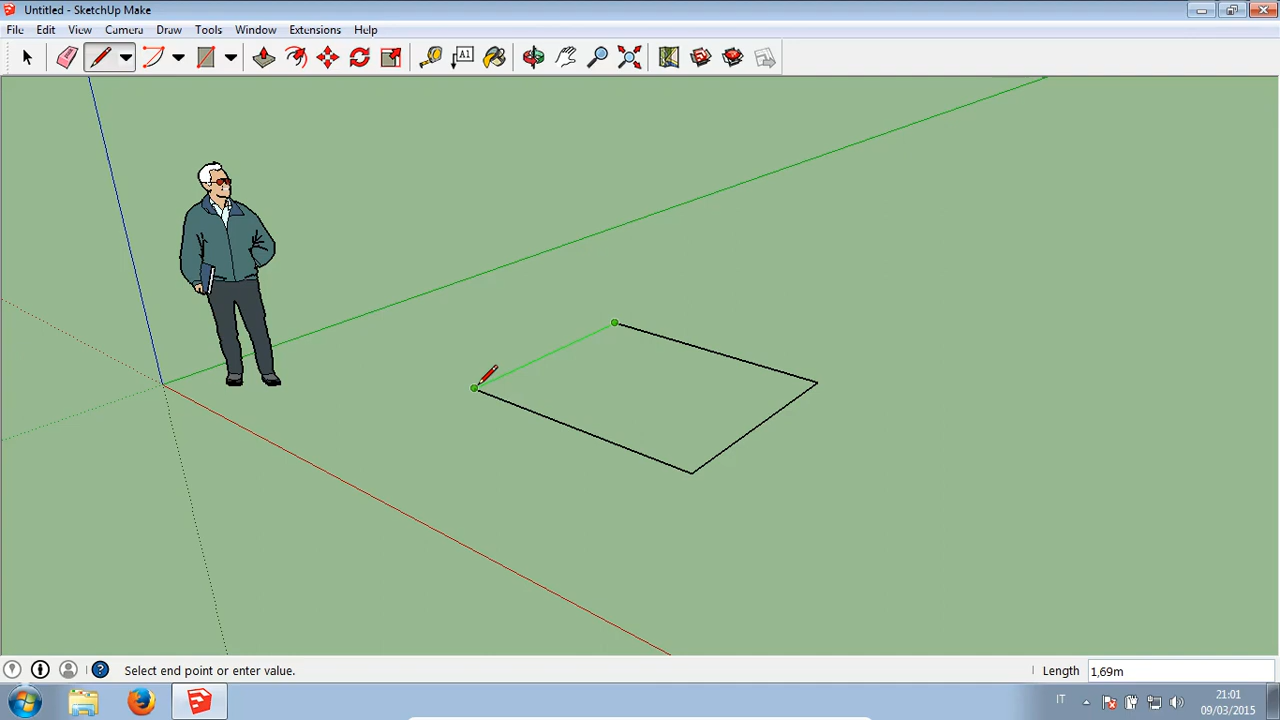 Untitled - SketchUp Make
File Edit View Camera Draw Tools Window Extensions Help
A1
Select end point or enter value.
Length 1,69m
IT
21:01
09/03/2015